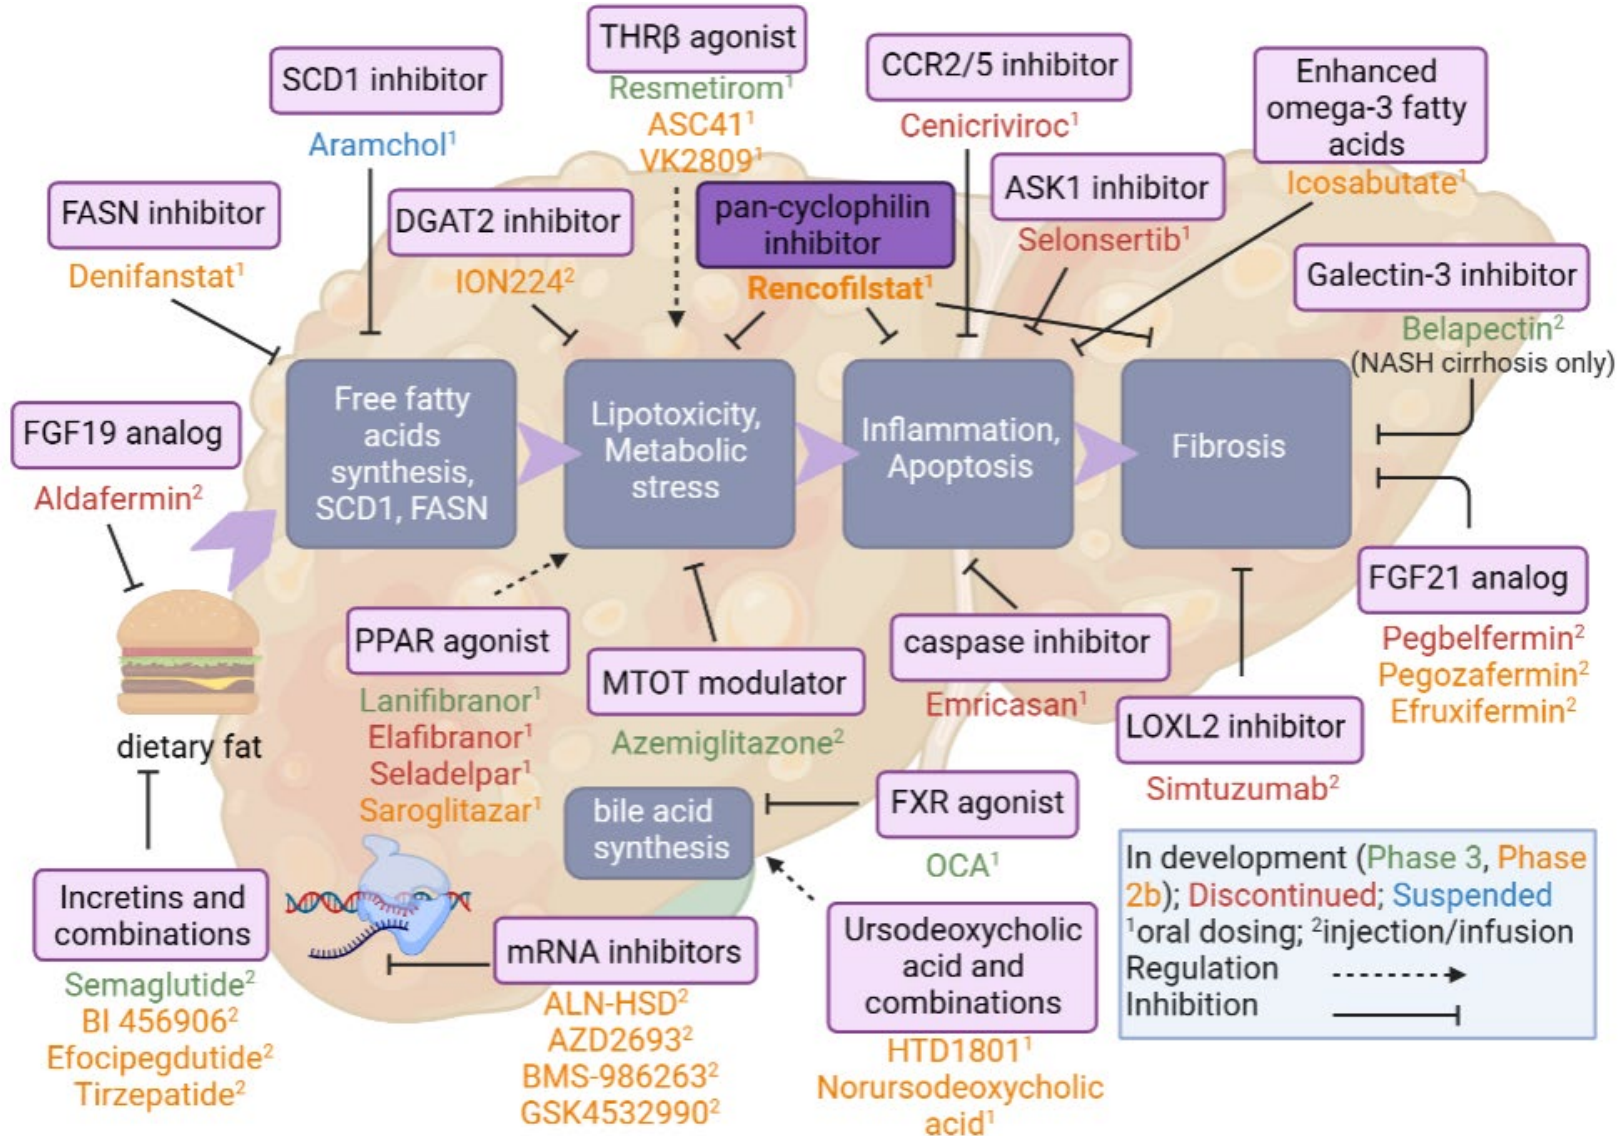 THRβ agonist
Resmetirom¹
ASC41¹
VK2809¹
SCD1 inhibitor
Aramchol¹
CCR2/5 inhibitor
Cenicriviroc¹
Enhanced
omega-3 fatty
acids
Icosabutate¹
FASN inhibitor
Denifanstat¹
DGAT2 inhibitor
ION224²
pan-cyclophilin
inhibitor
Rencofilstat¹
ASK1 inhibitor
Selonsertib¹
Galectin-3 inhibitor
Belapectin²
(NASH cirrhosis only)
FGF19 analog
Aldafermin²
Free fatty
acids
synthesis,
SCD1, FASN
Lipotoxicity,
Metabolic
stress
Inflammation,
Apoptosis
Fibrosis
dietary fat
PPAR agonist
Lanifibranor¹
Elafibranor¹
Seladelpar¹
Saroglitazar¹
MTOT modulator
Azemiglitazone²
caspase inhibitor
Emricasan¹
LOXL2 inhibitor
Simtuzumab²
FGF21 analog
Pegbelfermin²
Pegozafermin²
Efruxifermin²
bile acid
synthesis
FXR agonist
OCA¹
Incretins and
combinations
Semaglutide²
BI 456906²
Efocipegdutide²
Tirzepatide²
mRNA inhibitors
ALN-HSD²
AZD2693²
BMS-986263²
GSK4532990²
Ursodeoxycholic
acid and
combinations
HTD1801¹
Norursodeoxycholic
acid¹
In development (Phase 3, Phase
2b); Discontinued; Suspended
¹oral dosing; ²injection/infusion
Regulation
Inhibition